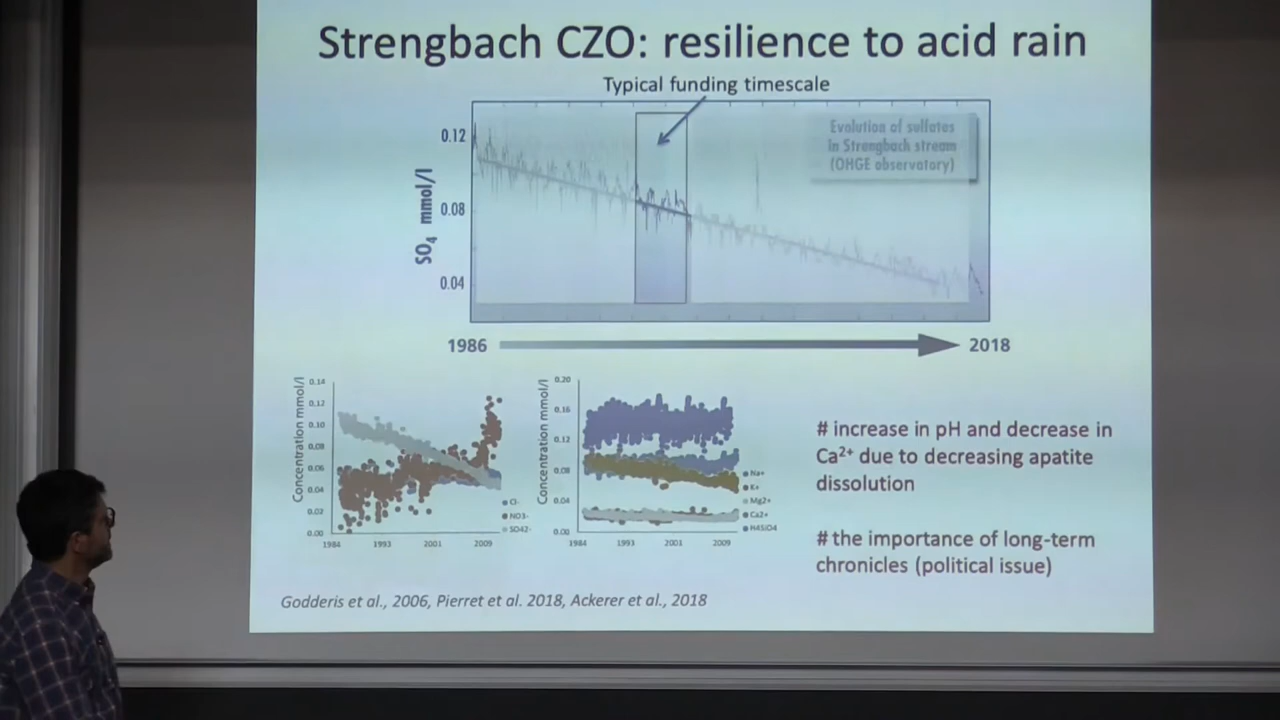 Strengbach CZO: resilience to acid rain
Typical funding timescale
Evolution of sulfates
in Strengbach stream
(OHGE observatory)
0.12
0.08
0.04
SO4 mmol/l
1986
2018
Concentration mmol/l
0.14
0.12
0.10
0.08
0.06
0.04
0.02
0.00
1984
1993
2001
2009
Cl-
NO3-
SO42-
Concentration mmol/l
0.20
0.16
0.12
0.08
0.04
0.00
1984
1993
2001
2009
Na+
K+
Mg2+
Ca2+
H4SiO4
# increase in pH and decrease in
Ca²⁺ due to decreasing apatite
dissolution
# the importance of long-term
chronicles (political issue)
Godderis et al., 2006, Pierret et al. 2018, Ackerer et al., 2018